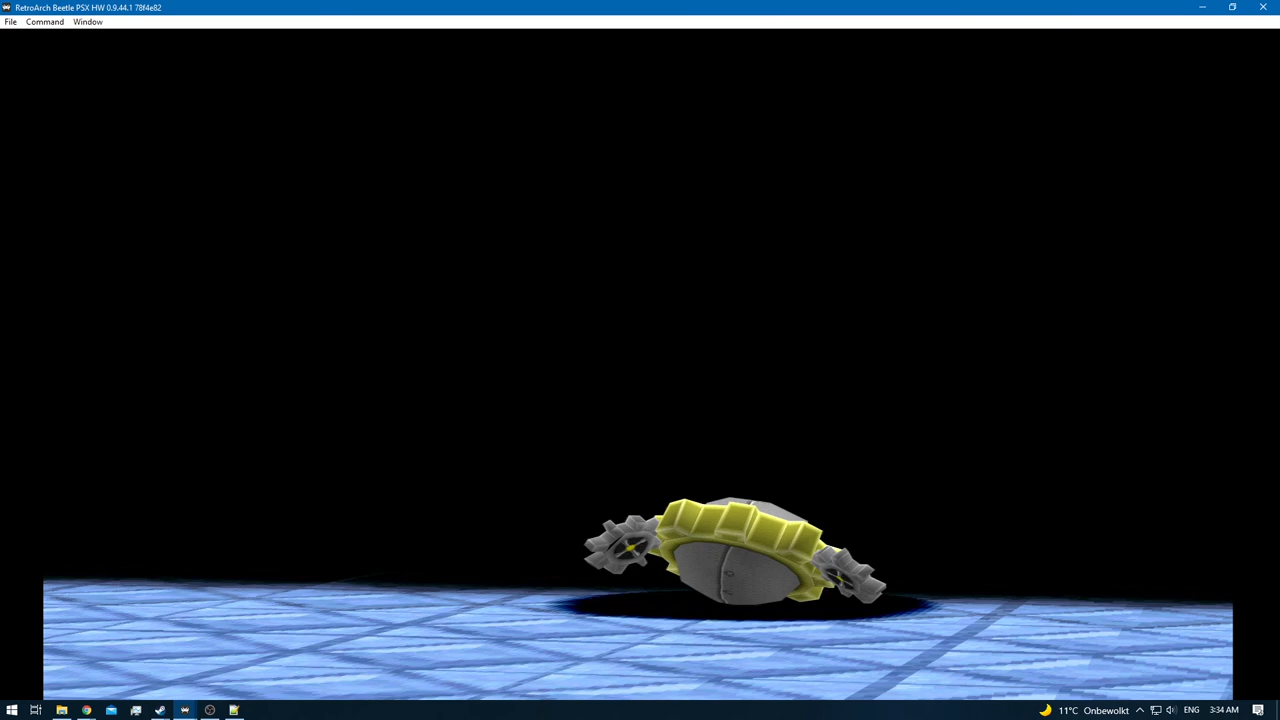 RetroArch Beetle PSX HW 0.9.44.1 78f4e82
File Command Window
11°C Onbewolkt ENG 3:34 AM